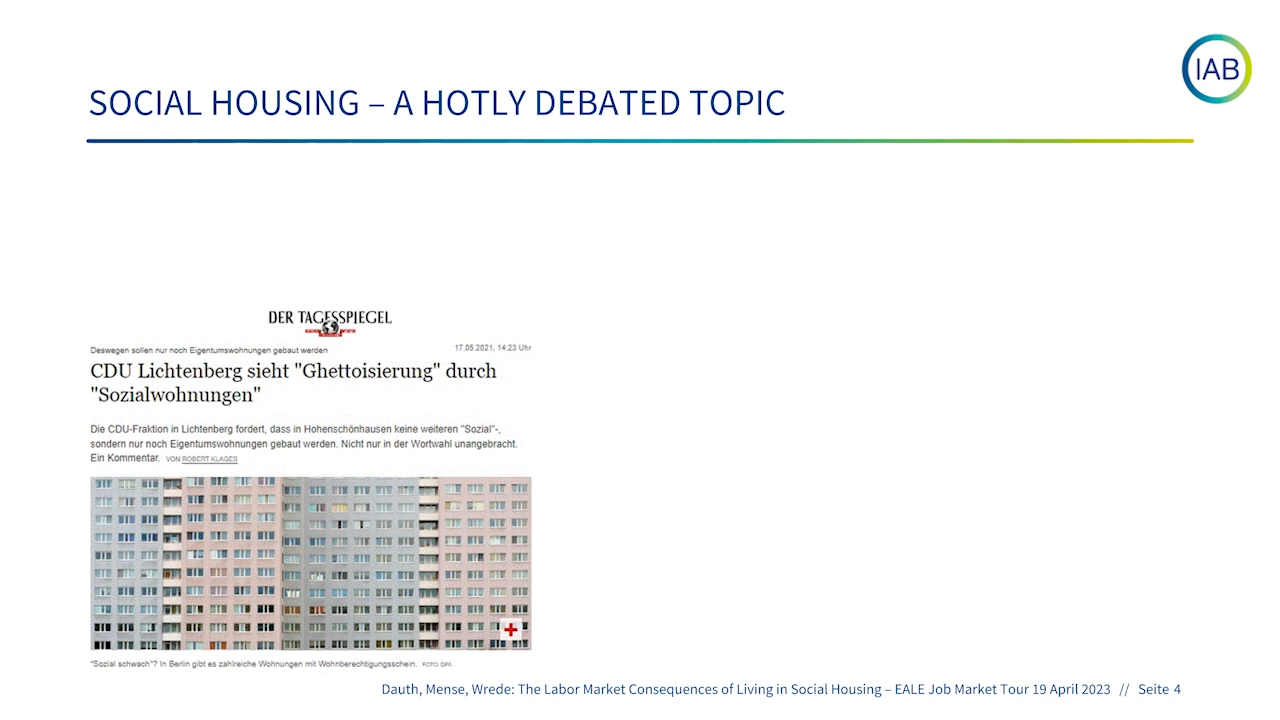 IAB
SOCIAL HOUSING – A HOTLY DEBATED TOPIC
DER TAGESSPIEGEL
Deswegen sollen nur noch Eigentumswohnungen gebaut werden
17.05.2021, 14:23 Uhr
CDU Lichtenberg sieht "Ghettoisierung" durch
"Sozialwohnungen"
Die CDU-Fraktion in Lichtenberg fordert, dass in Hohenschönhausen keine weiteren "Sozial"-,
sondern nur noch Eigentumswohnungen gebaut werden. Nicht nur in der Wortwahl unangebracht.
Ein Kommentar. VON ROBERT KLAGES
"Sozial schwach"? In Berlin gibt es zahlreiche Wohnungen mit Wohnberechtigungsschein. FOTO: DPA
Dauth, Mense, Wrede: The Labor Market Consequences of Living in Social Housing – EALE Job Market Tour 19 April 2023 // Seite 4